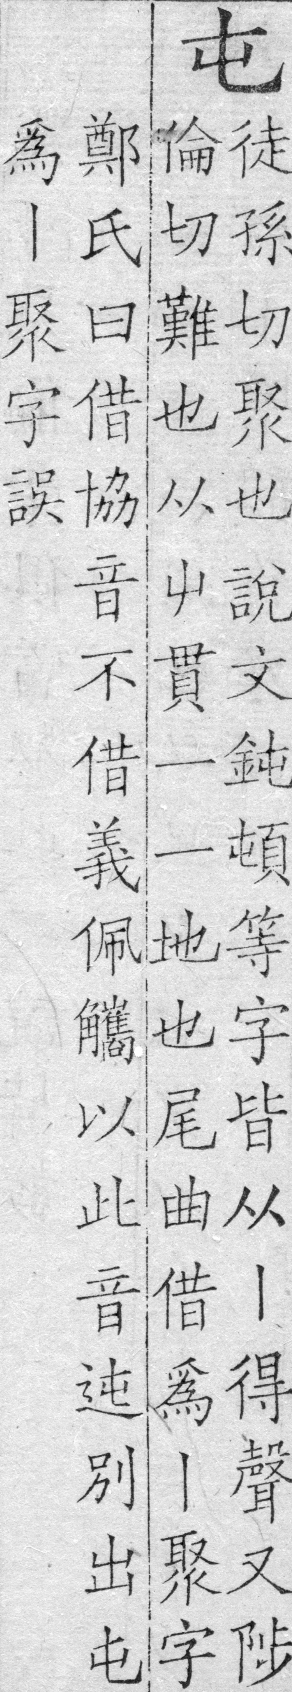 屯
徒孫切聚也說文鈍頓等字皆从丨得聲又陟
倫切難也从屮貫一一地也尾曲借爲丨聚字
鄭氏曰借協音不借義佩觿以此音迍別出乇
爲丨聚字誤